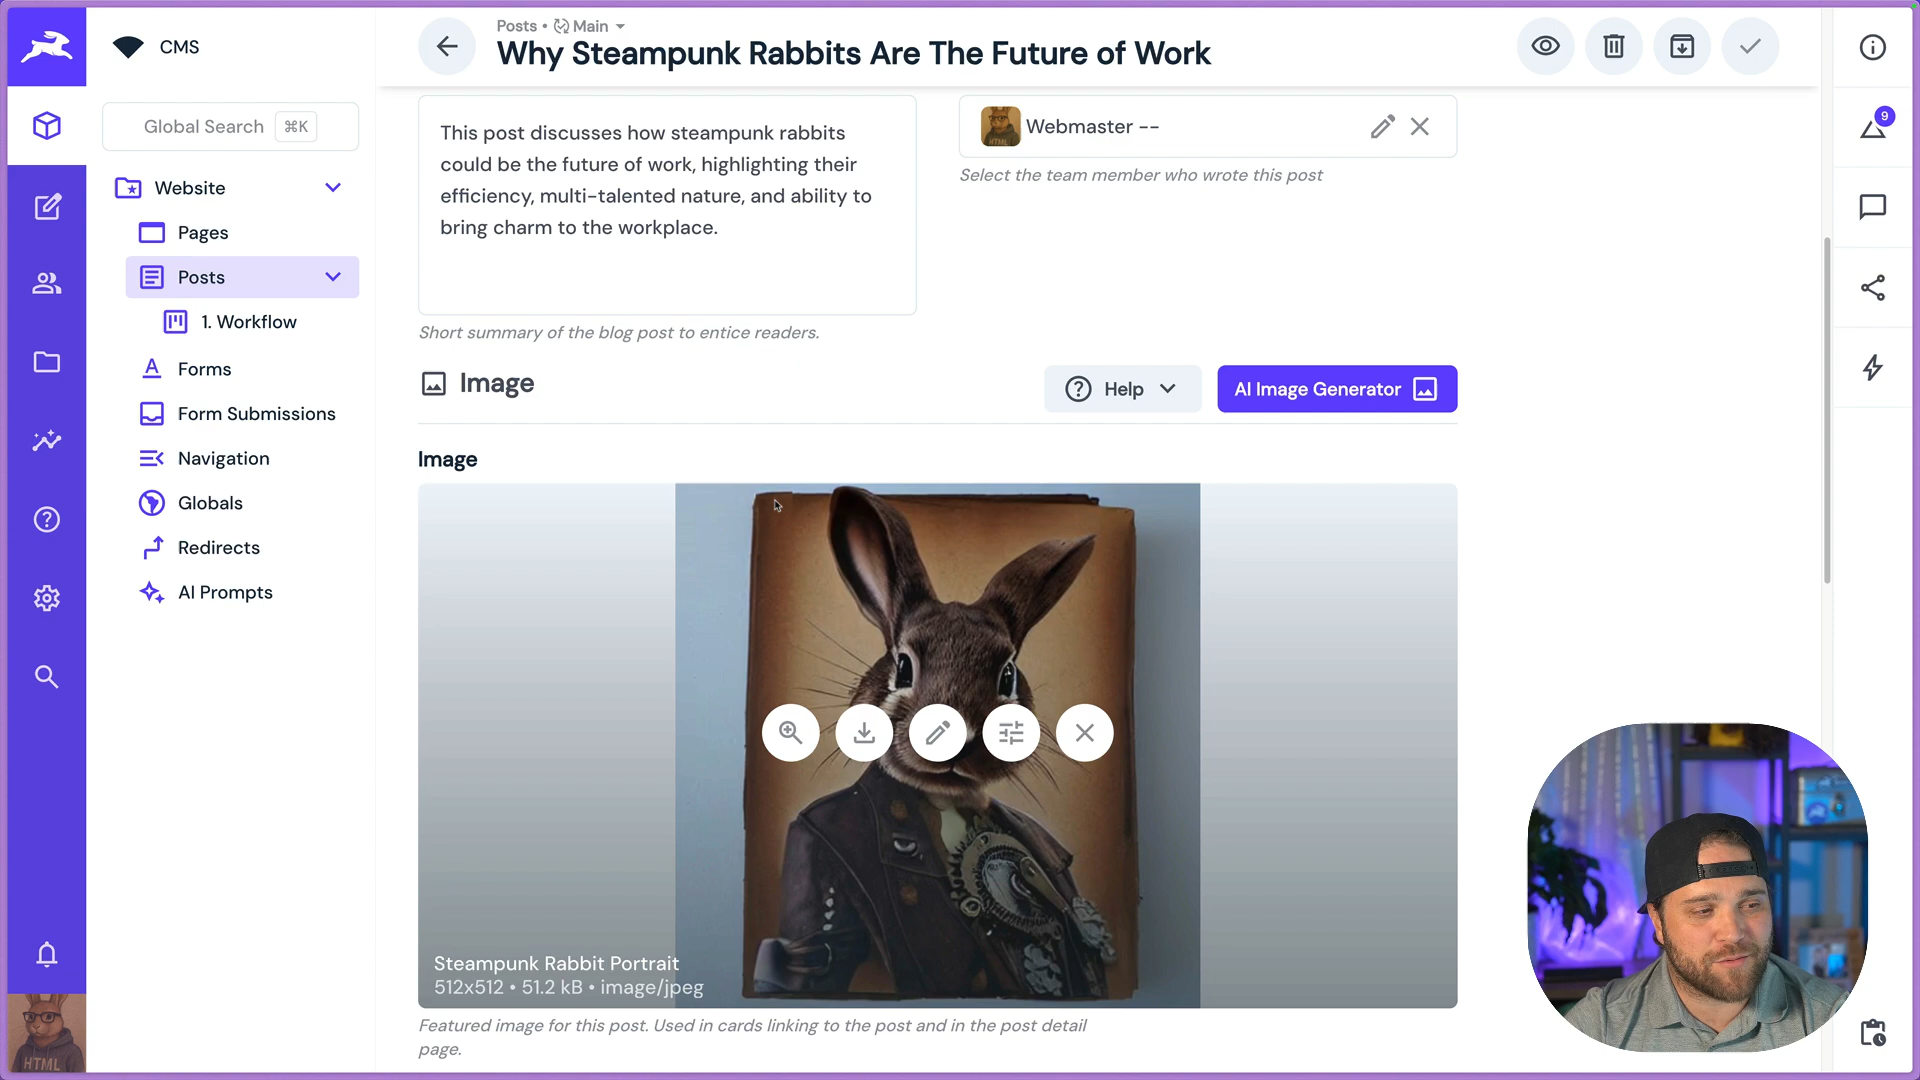 CMS
Posts • Main
Why Steampunk Rabbits Are The Future of Work
Global Search ⌘K
Website
Pages
Posts
1. Workflow
Forms
Form Submissions
Navigation
Globals
Redirects
AI Prompts
This post discusses how steampunk rabbits
could be the future of work, highlighting their
efficiency, multi-talented nature, and ability to
bring charm to the workplace.
Short summary of the blog post to entice readers.
Webmaster --
Select the team member who wrote this post
Image
Help
AI Image Generator
Image
Steampunk Rabbit Portrait
512x512 • 51.2 kB • image/jpeg
Featured image for this post. Used in cards linking to the post and in the post detail
page.
9
HTML